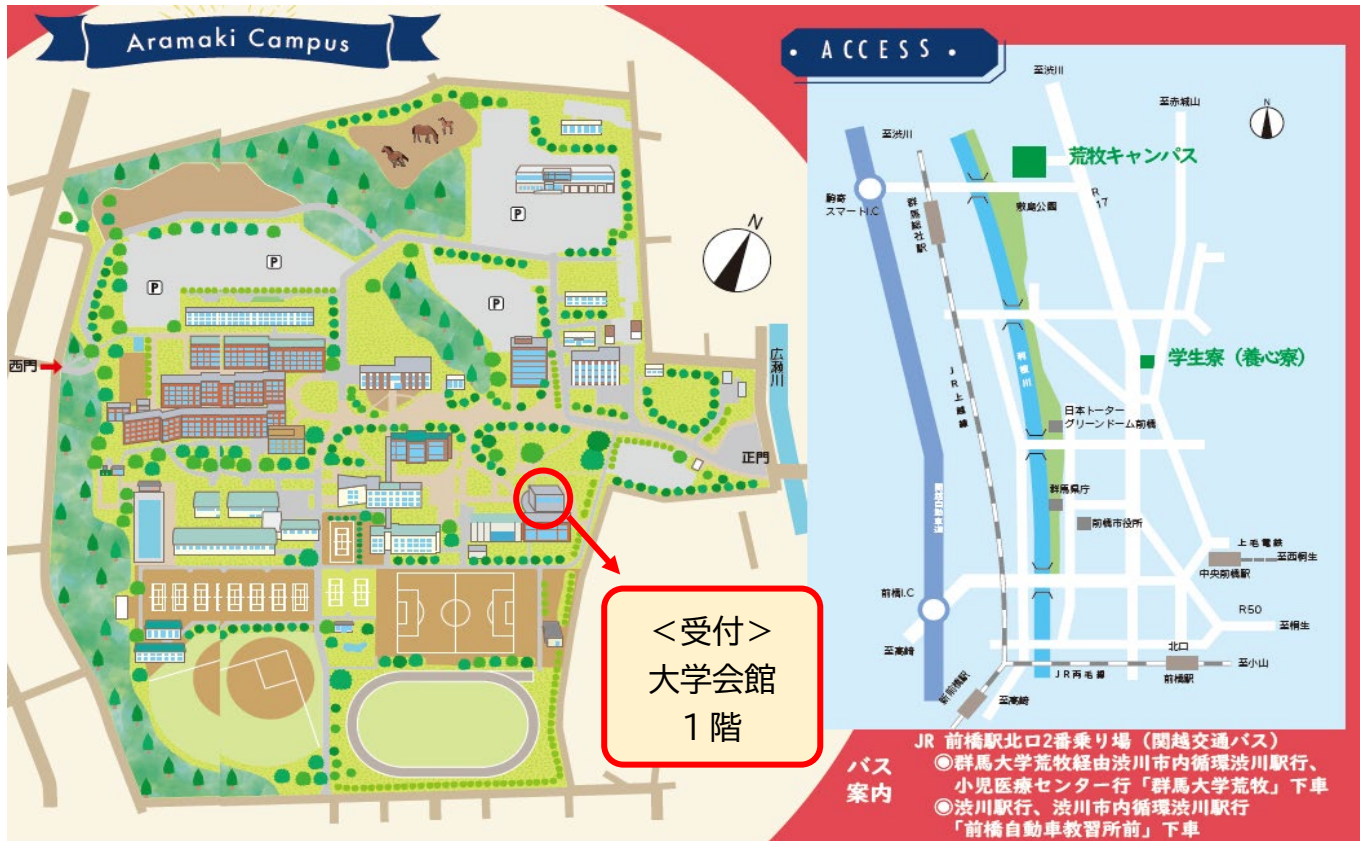 Aramaki Campus
N
P
P
P
P
西門
広瀬川
正門
＜受付＞
大学会館
１階
・ ACCESS ・
N
至渋川
至赤城山
至渋川
荒牧キャンパス
駒寄
スマートI.C
群馬総社駅
敷島公園
R
17
利根川
JR上越線
学生寮（養心寮）
日本トーター
グリーンドーム前橋
群馬県庁
前橋市役所
関越自動車道
上毛電鉄
至西桐生
中央前橋駅
前橋I.C
R50
至桐生
至高崎
北口
至小山
新前橋駅
至高崎
JR両毛線
前橋駅
バス
案内
JR 前橋駅北口2番乗り場（関越交通バス）
◎群馬大学荒牧経由渋川市内循環渋川駅行、
小児医療センター行「群馬大学荒牧」下車
◎渋川駅行、渋川市内循環渋川駅行
「前橋自動車教習所前」下車